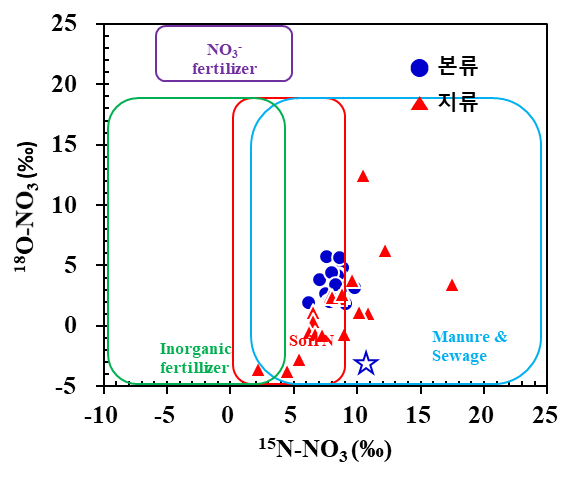 25
20
15
10
5
0
-5
-10
-5
0
5
10
15
20
25
¹⁸O-NO₃ (‰)
¹⁵N-NO₃ (‰)
NO₃⁻
fertilizer
본류
지류
Inorganic
fertillizer
Soil N
Manure &
Sewage